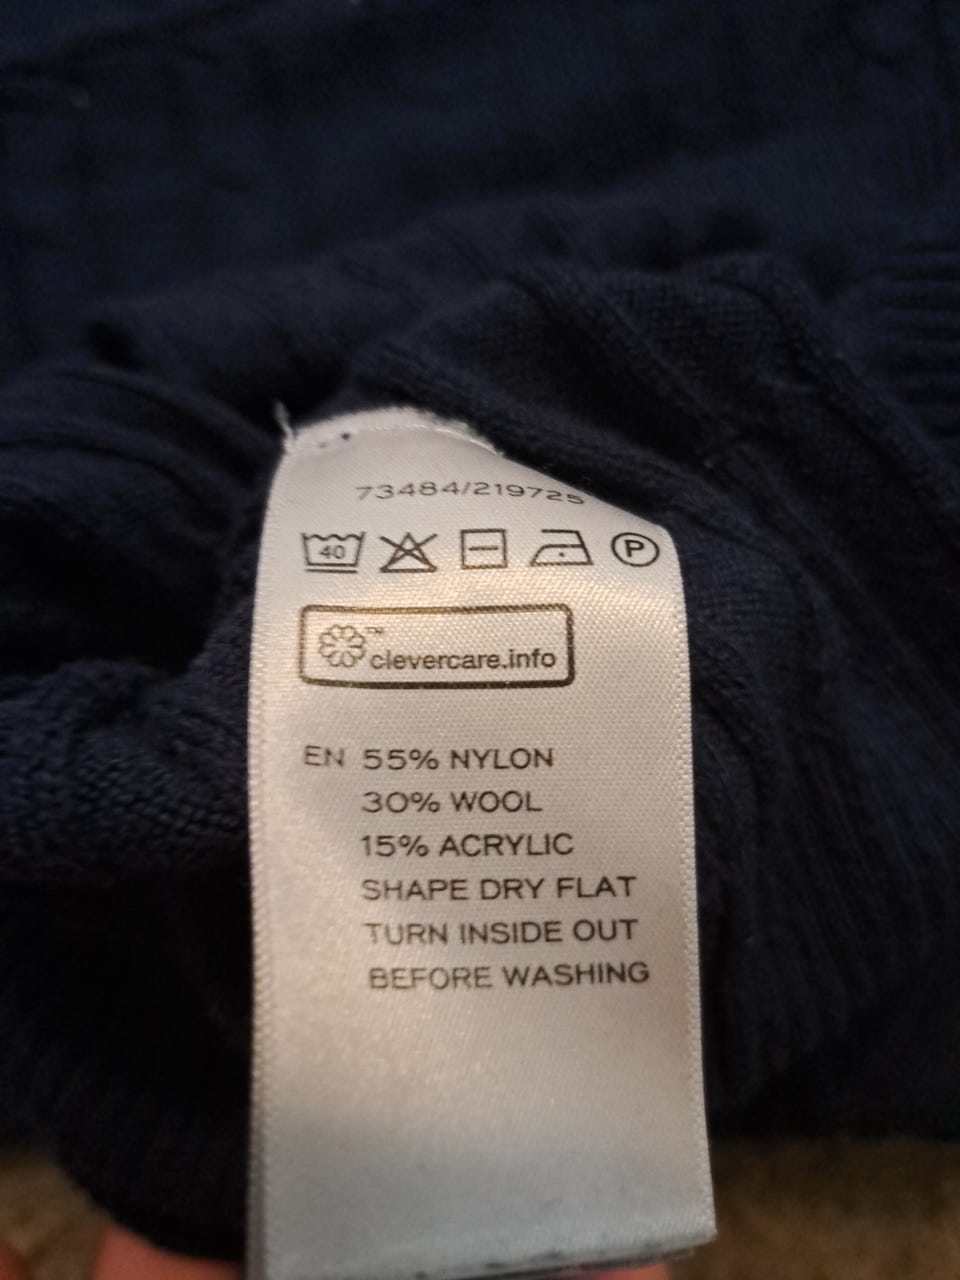 73484/219725
40 P
clevercare.info™
EN 55% NYLON
30% WOOL
15% ACRYLIC
SHAPE DRY FLAT
TURN INSIDE OUT
BEFORE WASHING